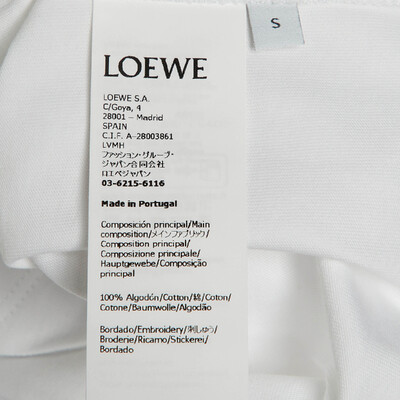 S
LOEWE
LOEWE S.A.
C/Goya, 4
28001 - Madrid
SPAIN
C.I.F. A-28003861
LVMH
ファッション・グループ・
ジャパン合同会社
ロエベジャパン
03-6215-6116
Made in Portugal
Composición principal/Main
composition/メインファブリック/
Composition principal/
Composizione principale/
Hauptgewebe/Composição
principal
100% Algodón/Cotton/綿/Coton/
Cotone/Baumwolle/Algodão
Bordado/Embroidery/刺しゅう/
Broderie/Ricamo/Stickerei/
Bordado